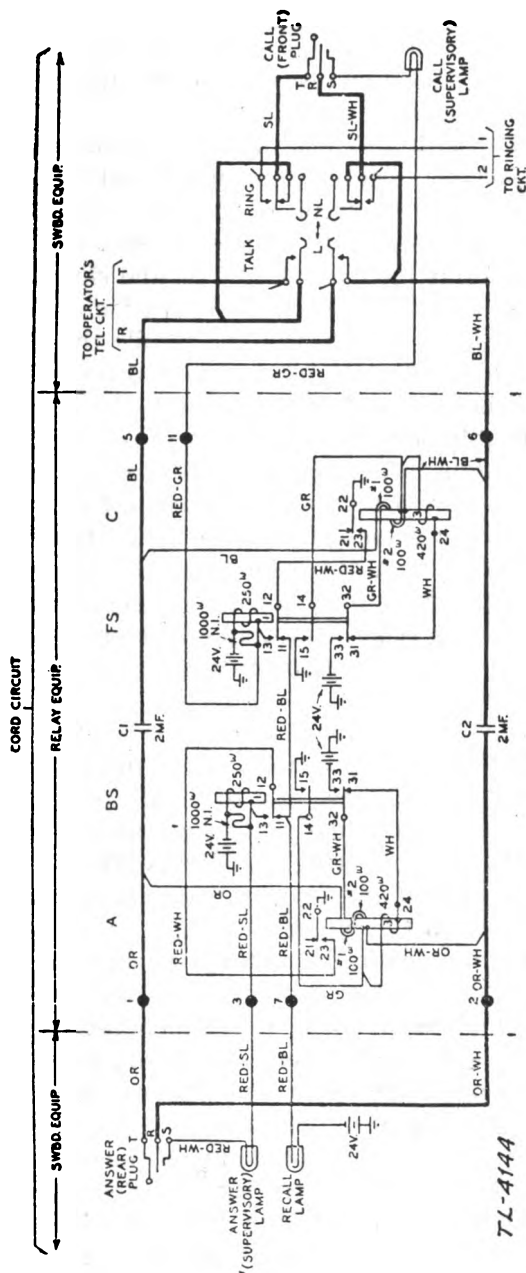 CORD CIRCUIT
SWBD. EQUIP
RELAY EQUIP.
SWBD. EQUIP.
ANSWER
(REAR)
PLUG
T
R
S
RED-WH
ANSWER
(SUPERVISORY)
LAMP
RECALL
LAMP
24V.
OR
RED-SL
RED-BL
OR-WH
1
3
7
2
OR
RED-WH
RED-SL
RED-BL
OR-WH
A
BS
C1
2MF.
FS
C
OR
1000ω
N.I.
24V.
250ω
12
13
11
14
15
33
31
32
GR-WH
WH
21
22
23
#1
100ω
#2
100ω
420ω
3
24
GR
OR-WH
RED-BL
24V.
C2
2MF.
1000ω
N.I.
24V.
250ω
12
13
11
14
15
33
31
32
GR
RED-WH
GR-WH
WH
21
22
23
#1
100ω
#2
100ω
420ω
3
24
BL-WH
BL
BL
RED-GR
5
11
6
BL
RED-GR
BL-WH
TO OPERATOR'S
TEL. CKT.
T
R
TALK
RING
L
NL
SL
SL-WH
CALL
(FRONT)
PLUG
T
R
S
CALL
(SUPERVISORY)
LAMP
12
1
TO RINGING
CKT.
TL-4144